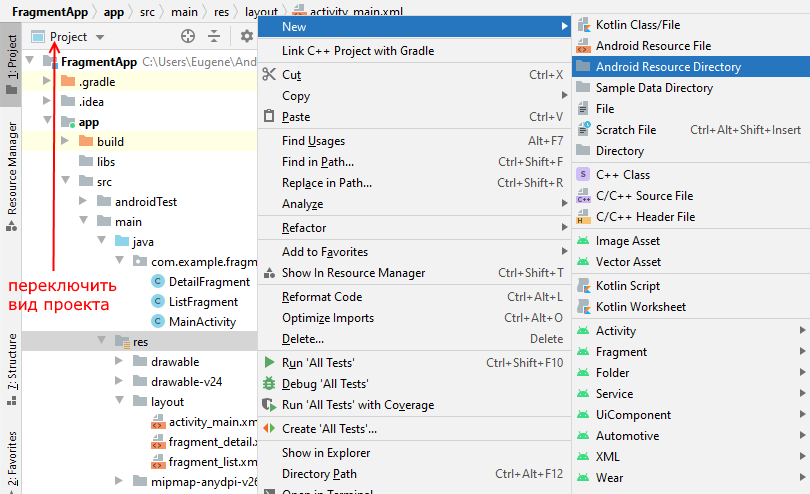 FragmentApp app src main res layout activity_main.xml
1: Project
Resource Manager
Z: Structure
2: Favorites
Project
FragmentApp C:\Users\Eugene\And
.gradle
.idea
app
build
libs
src
androidTest
main
java
com.example.fragm
DetailFragment
ListFragment
MainActivity
res
drawable
drawable-v24
layout
activity_main.xm
fragment_detail.x
fragment_list.xm
mipmap-anydpi-v26
переключить
вид проекта
New
Link C++ Project with Gradle
Cut Ctrl+X
Copy
Paste Ctrl+V
Find Usages Alt+F7
Find in Path... Ctrl+Shift+F
Replace in Path... Ctrl+Shift+R
Analyze
Refactor
Add to Favorites
Show In Resource Manager Ctrl+Shift+T
Reformat Code Ctrl+Alt+L
Optimize Imports Ctrl+Alt+O
Delete... Delete
Run 'All Tests' Ctrl+Shift+F10
Debug 'All Tests'
Run 'All Tests' with Coverage
Create 'All Tests'...
Show in Explorer
Directory Path Ctrl+Alt+F12
Open in Terminal
Kotlin Class/File
Android Resource File
Android Resource Directory
Sample Data Directory
File
Scratch File Ctrl+Alt+Shift+Insert
Directory
C++ Class
C/C++ Source File
C/C++ Header File
Image Asset
Vector Asset
Kotlin Script
Kotlin Worksheet
Activity
Fragment
Folder
Service
UiComponent
Automotive
XML
Wear